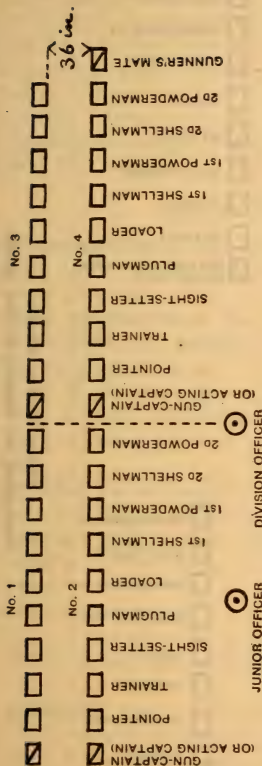 No. 1
No. 3
36 in.
No. 2
No. 4
GUN-CAPTAIN
(OR ACTING CAPTAIN)
POINTER
TRAINER
SIGHT-SETTER
PLUGMAN
LOADER
1ST SHELLMAN
1ST POWDERMAN
2D SHELLMAN
2D POWDERMAN
GUN-CAPTAIN
(OR ACTING CAPTAIN)
POINTER
TRAINER
SIGHT-SETTER
PLUGMAN
LOADER
1ST SHELLMAN
1ST POWDERMAN
2D SHELLMAN
2D POWDERMAN
GUNNER'S MATE
JUNIOR OFFICER
DIVISION OFFICER